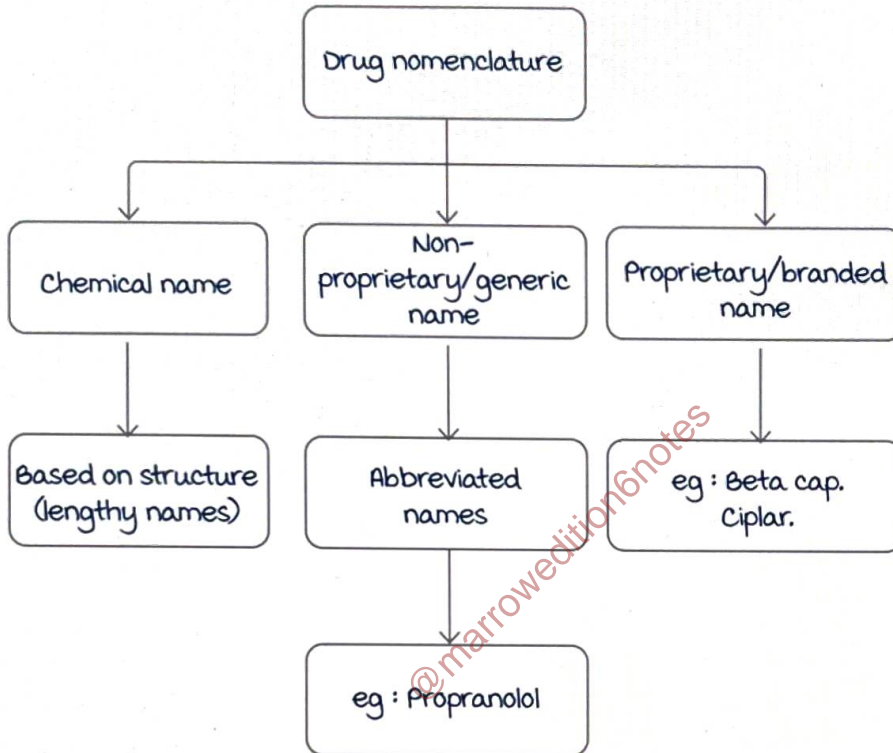 Drug nomenclature
Chemical name
Non-
proprietary/generic
name
Proprietary/branded
name
Based on structure
(lengthy names)
Abbreviated
names
eg : Beta cap.
Ciplar.
eg : Propranolol
@marrowedition6notes